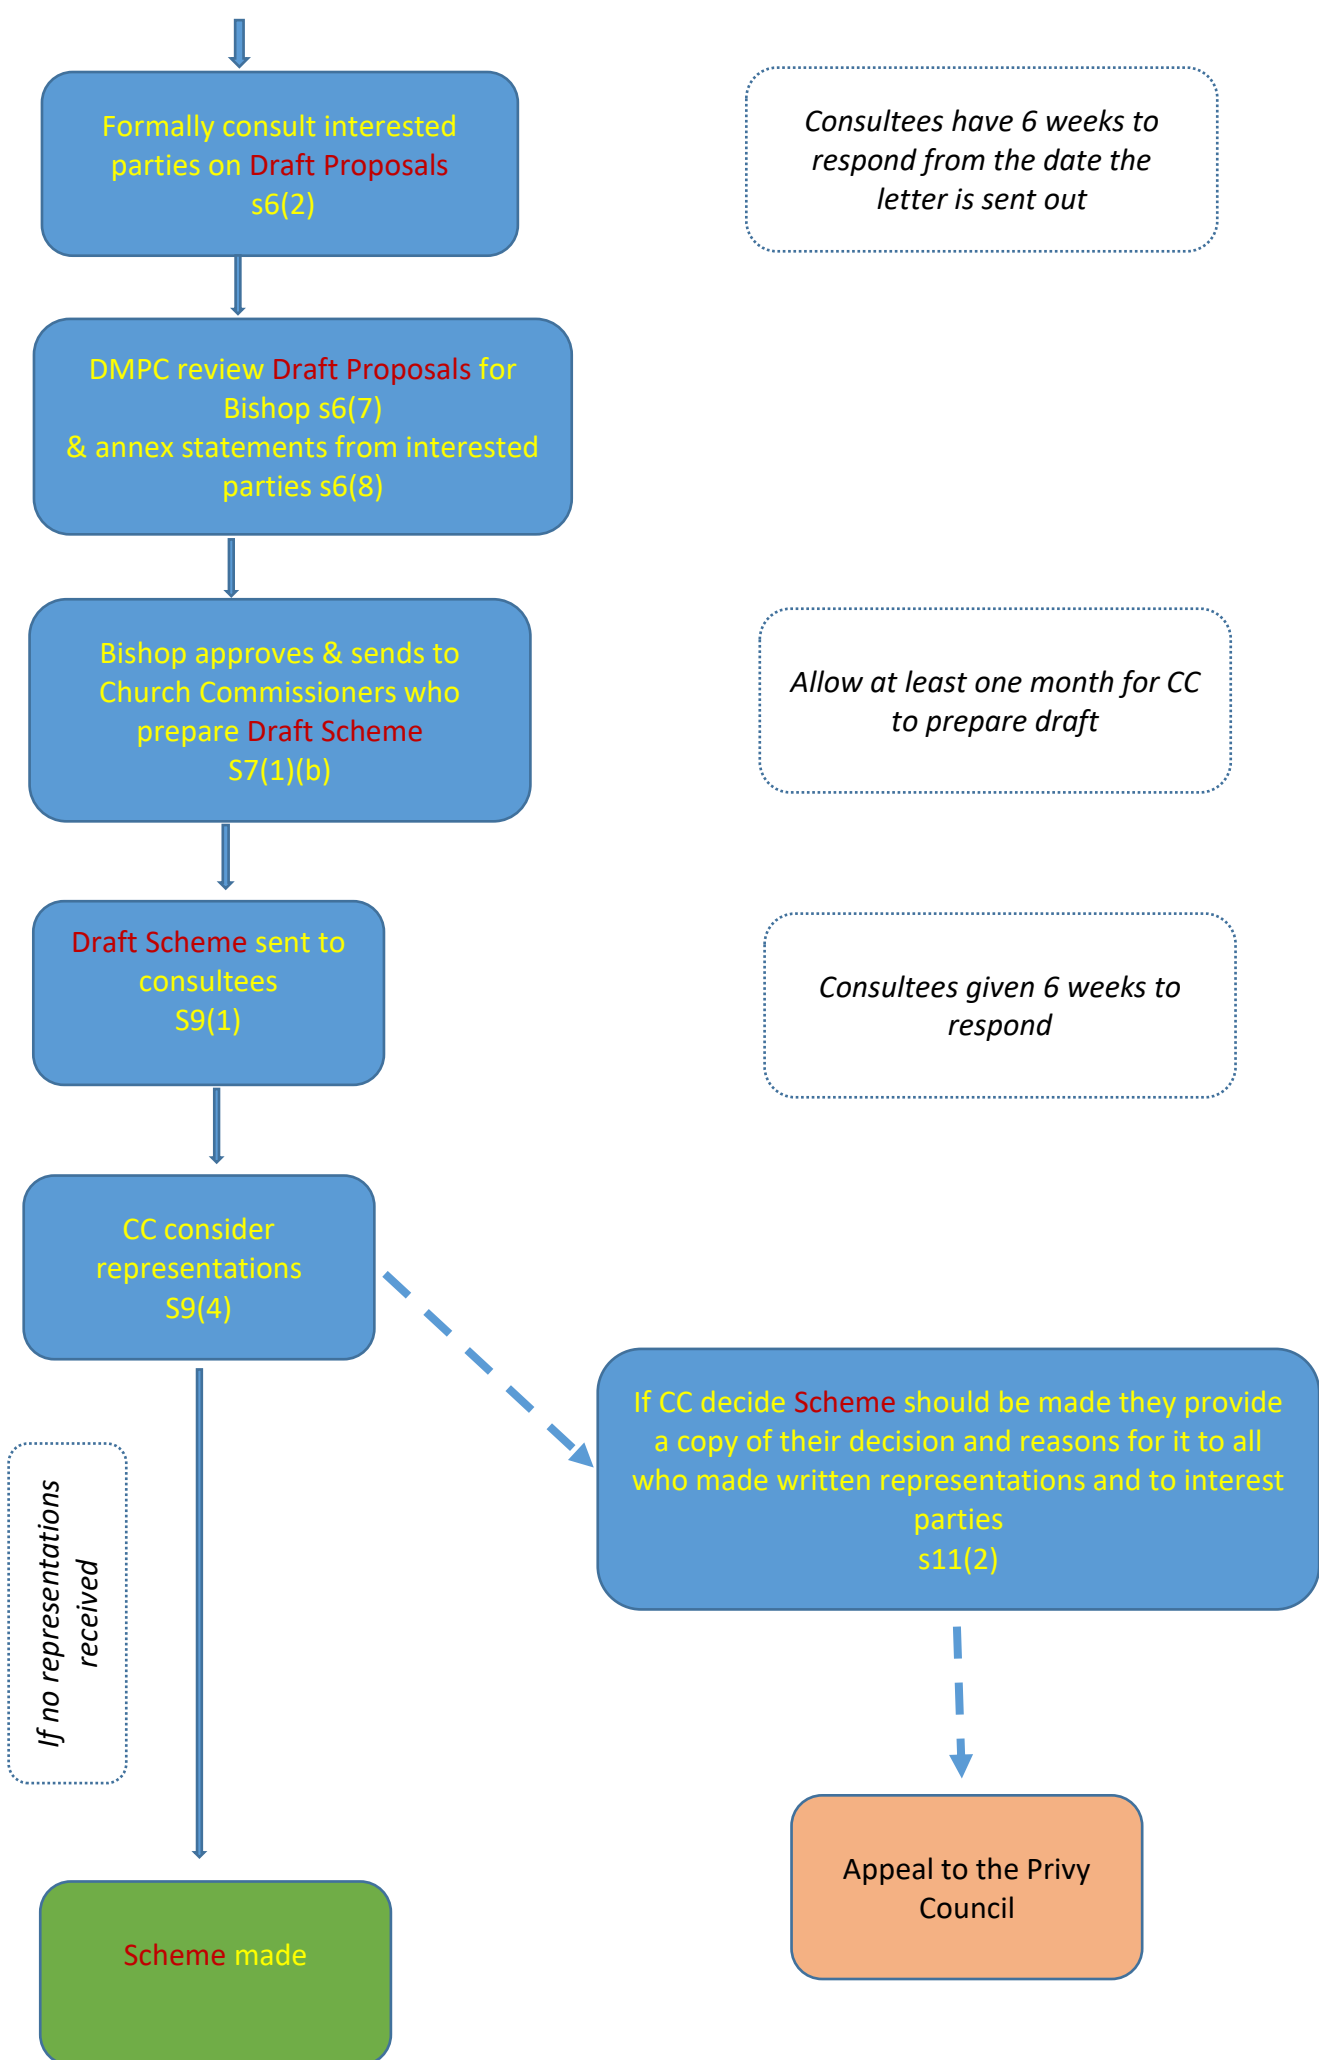 Formally consult interested
parties on Draft Proposals
s6(2)
Consultees have 6 weeks to
respond from the date the
letter is sent out
DMPC review Draft Proposals for
Bishop s6(7)
& annex statements from interested
parties s6(8)
Bishop approves & sends to
Church Commissioners who
prepare Draft Scheme
S7(1)(b)
Allow at least one month for CC
to prepare draft
Draft Scheme sent to
consultees
S9(1)
Consultees given 6 weeks to
respond
CC consider
representations
S9(4)
If CC decide Scheme should be made they provide
a copy of their decision and reasons for it to all
who made written representations and to interest
parties
s11(2)
If no representations
received
Appeal to the Privy
Council
Scheme made